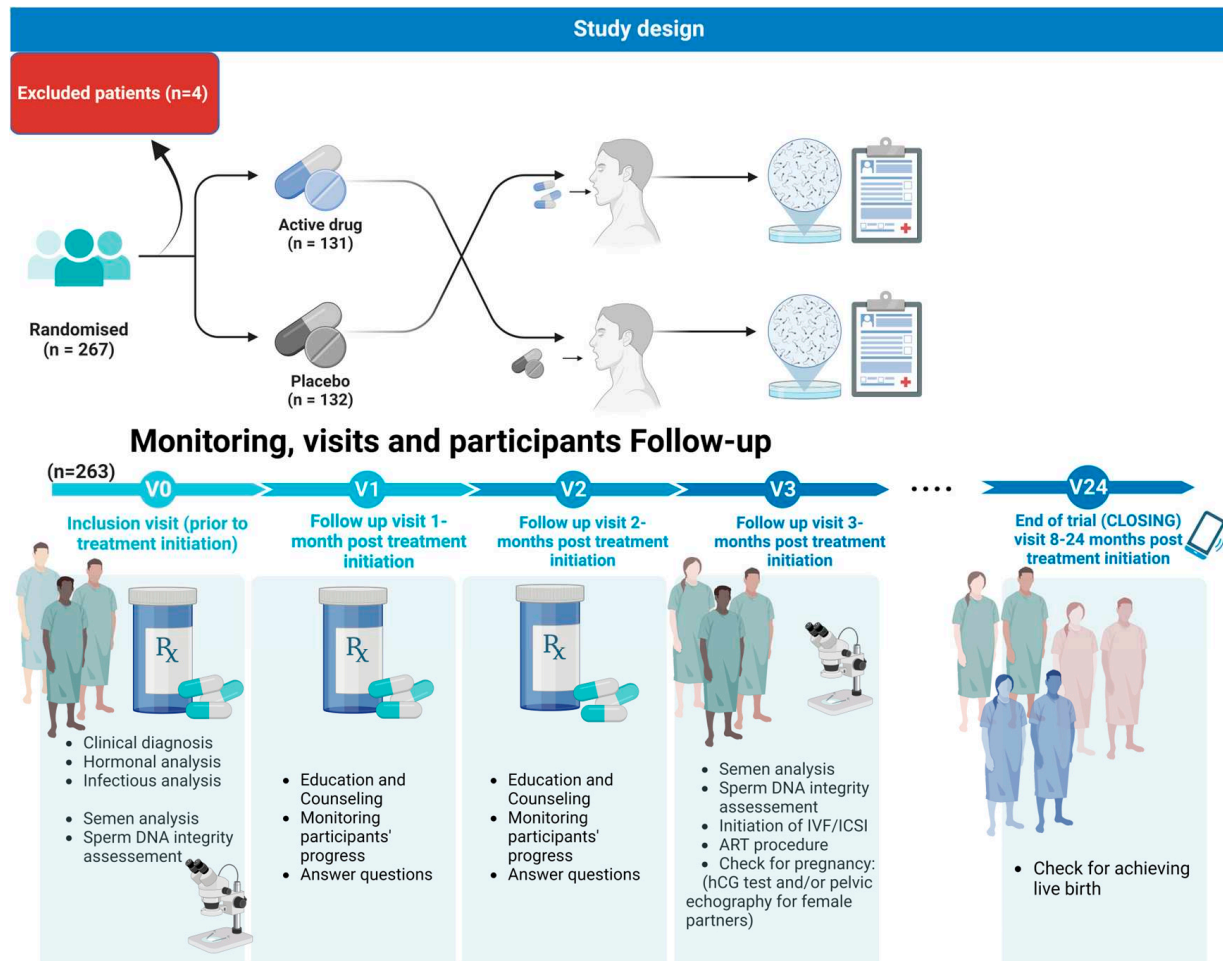 Study design
Excluded patients (n=4)
Active drug
(n = 131)
Randomised
(n = 267)
Placebo
(n = 132)
Monitoring, visits and participants Follow-up
(n=263)
V0
V1
V2
V3
....
V24
Inclusion visit (prior to
treatment initiation)
Follow up visit 1-
month post treatment
initiation
Follow up visit 2-
months post treatment
initiation
Follow up visit 3-
months post treatment
initiation
End of trial (CLOSING)
visit 8-24 months post
treatment initiation
Rx
Rx
Rx
• Clinical diagnosis
• Hormonal analysis
• Infectious analysis
• Semen analysis
• Sperm DNA integrity
assessement
• Education and
Counseling
• Monitoring
participants'
progress
• Answer questions
• Education and
Counseling
• Monitoring
participants'
progress
• Answer questions
• Semen analysis
• Sperm DNA integrity
assessement
• Initiation of IVF/ICSI
• ART procedure
• Check for pregnancy:
(hCG test and/or pelvic
echography for female
partners)
• Check for achieving
live birth